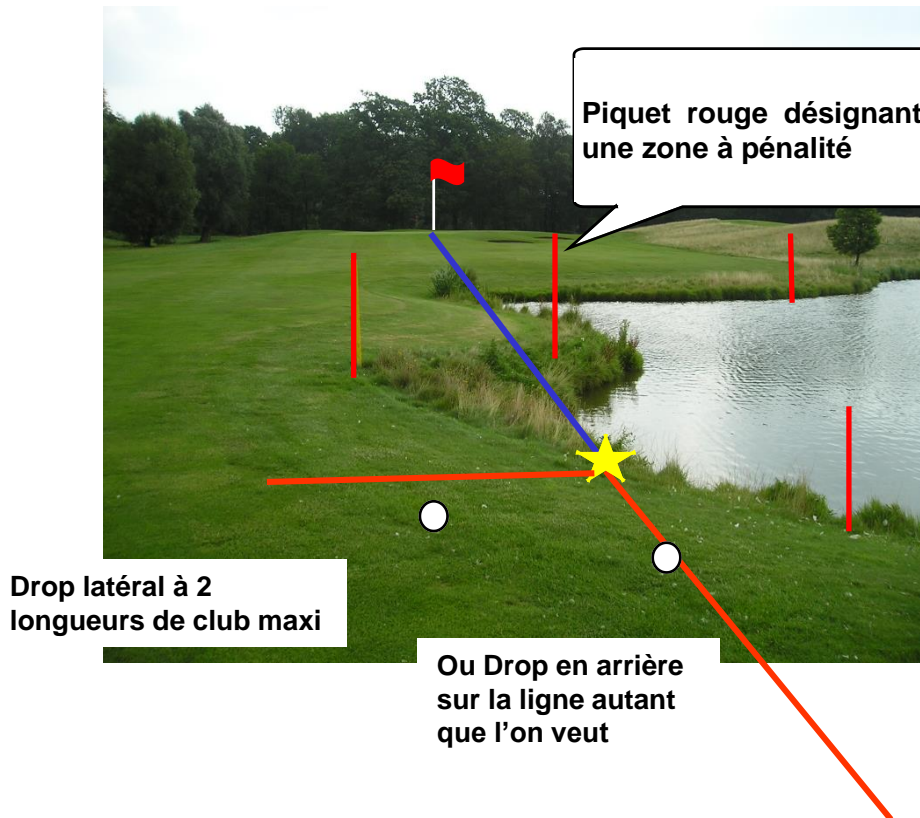 Piquet rouge désignant
une zone à pénalité
Drop latéral à 2
longueurs de club maxi
Ou Drop en arrière
sur la ligne autant
que l'on veut